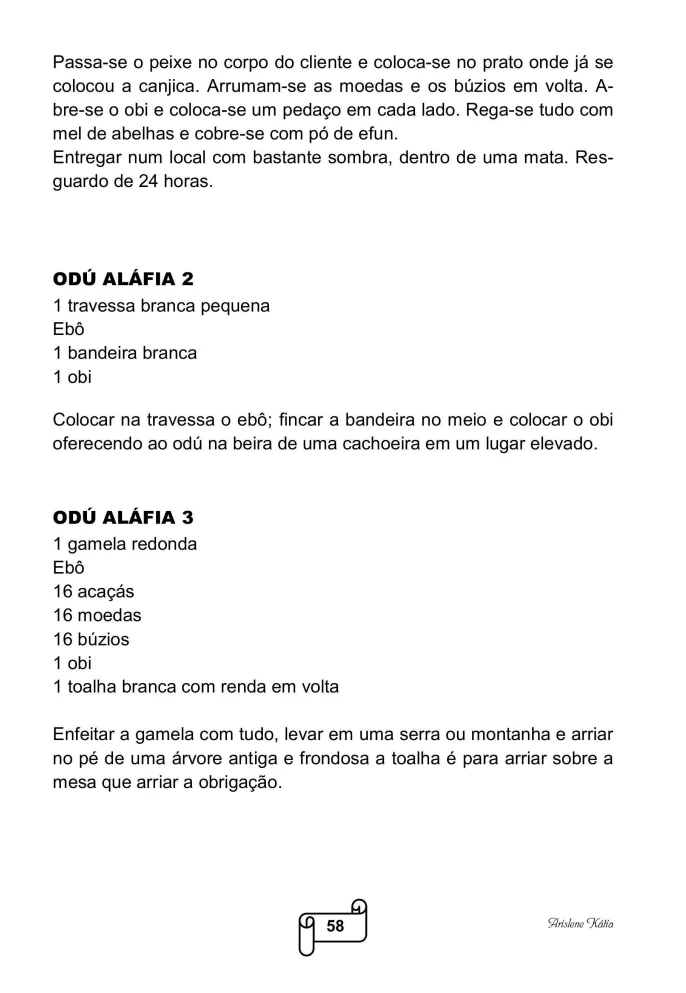 Passa-se o peixe no corpo do cliente e coloca-se no prato onde já se
colocou a canjica. Arrumam-se as moedas e os búzios em volta. A-
bre-se o obi e coloca-se um pedaço em cada lado. Rega-se tudo com
mel de abelhas e cobre-se com pó de efun.
Entregar num local com bastante sombra, dentro de uma mata. Res-
guardo de 24 horas.
ODÚ ALÁFIA 2
1 travessa branca pequena
Ebô
1 bandeira branca
1 obi
Colocar na travessa o ebô; fincar a bandeira no meio e colocar o obi
oferecendo ao odú na beira de uma cachoeira em um lugar elevado.
ODÚ ALÁFIA 3
1 gamela redonda
Ebô
16 acaçás
16 moedas
16 búzios
1 obi
1 toalha branca com renda em volta
Enfeitar a gamela com tudo, levar em uma serra ou montanha e arriar
no pé de uma árvore antiga e frondosa a toalha é para arriar sobre a
mesa que arriar a obrigação.
58
Arislene Kátia